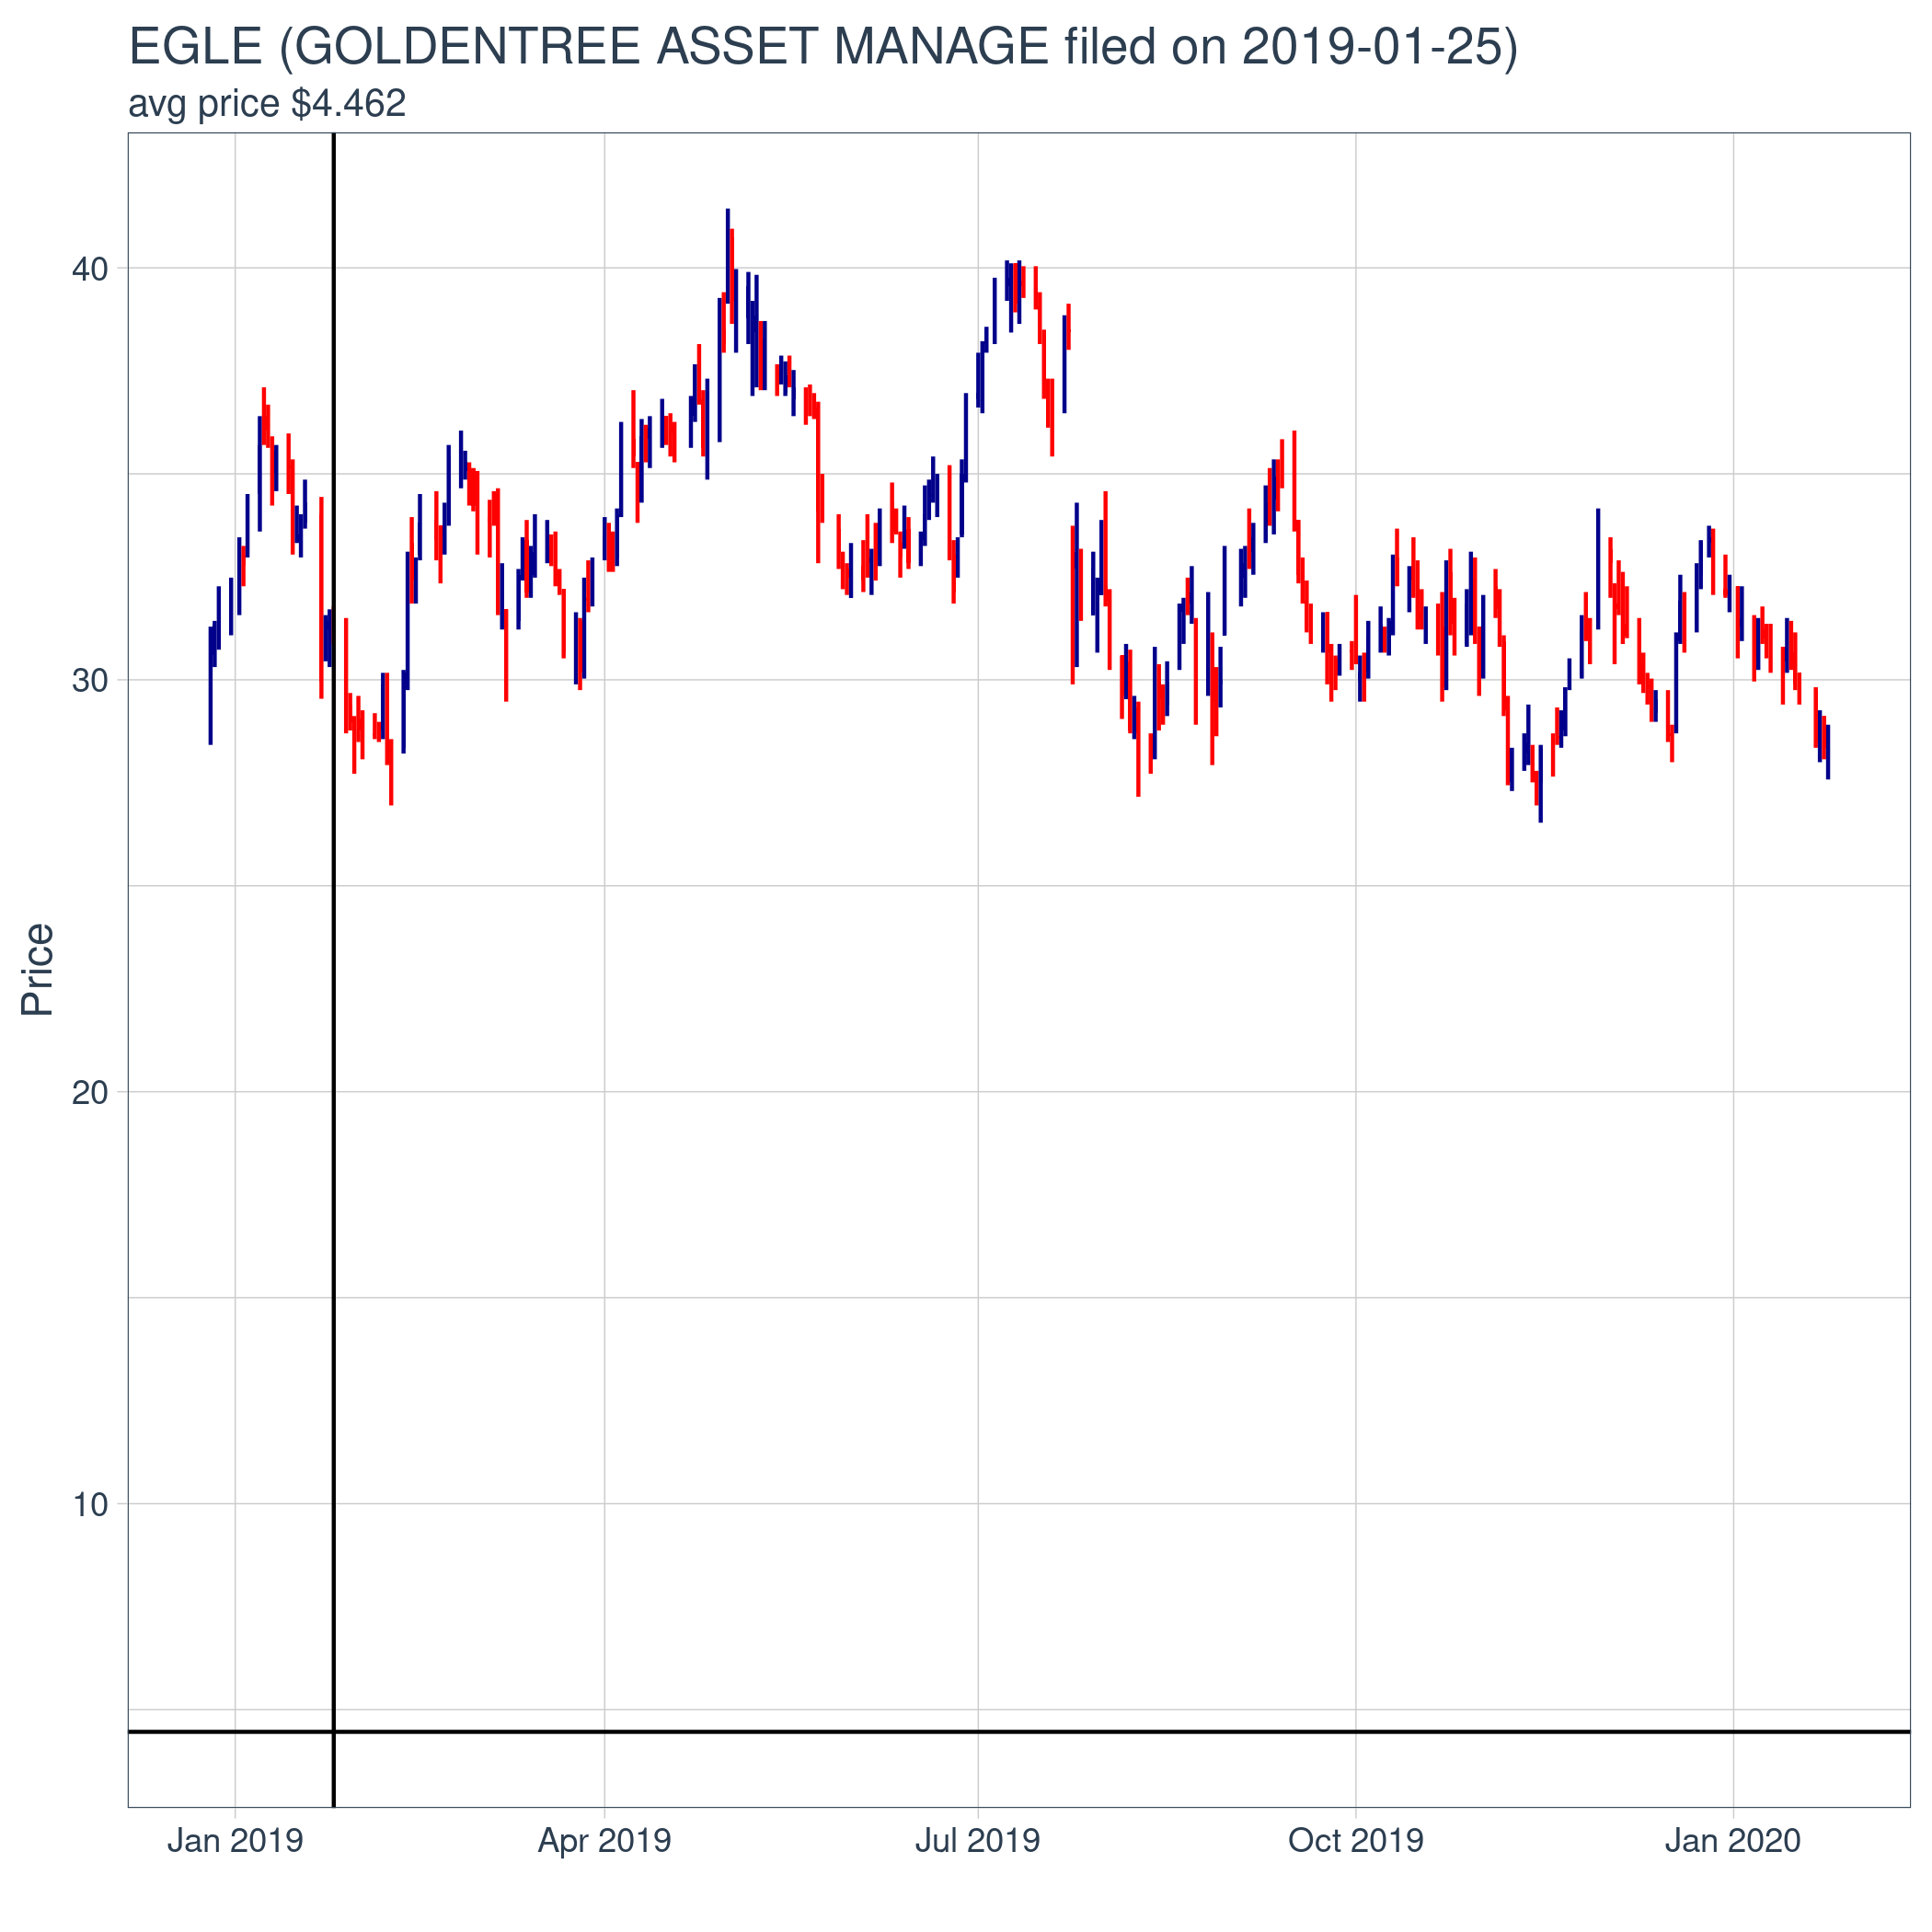 EGLE (GOLDENTREE ASSET MANAGE filed on 2019-01-25)
avg price $4.462
Price
40
30
20
10
Jan 2019
Apr 2019
Jul 2019
Oct 2019
Jan 2020